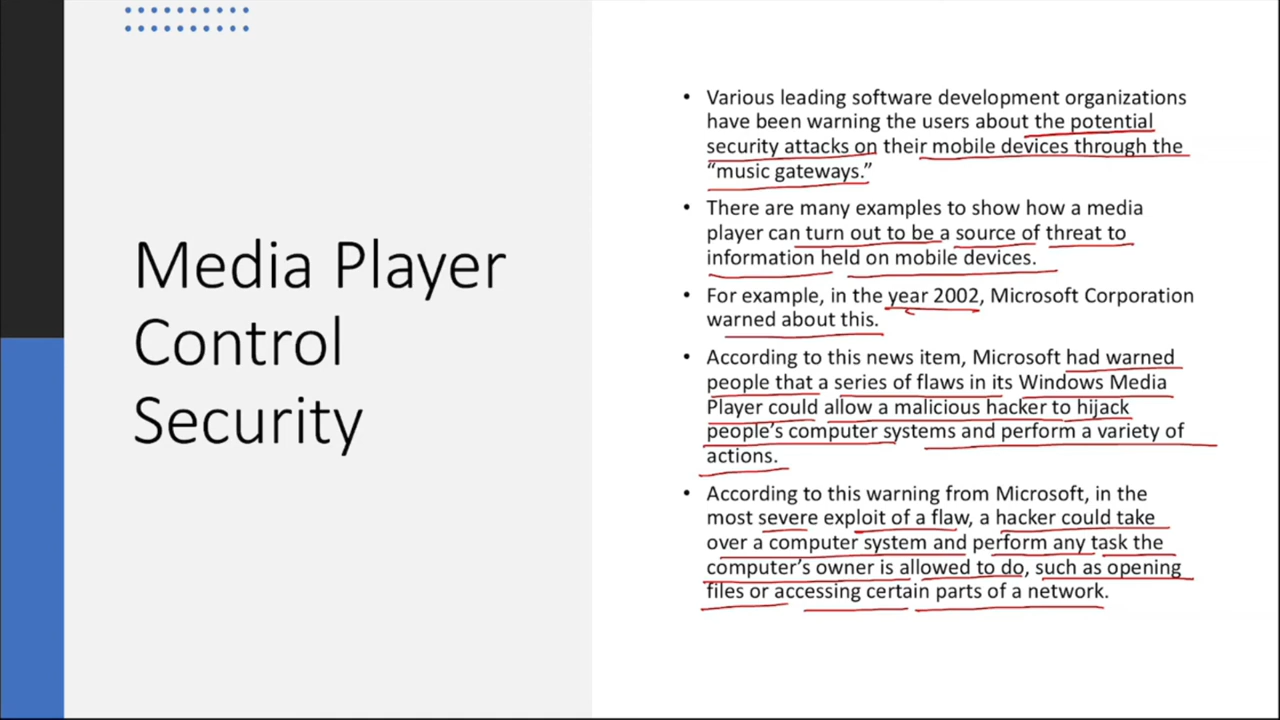 Media Player
Control
Security
• Various leading software development organizations
have been warning the users about the potential
security attacks on their mobile devices through the
“music gateways.”
• There are many examples to show how a media
player can turn out to be a source of threat to
information held on mobile devices.
• For example, in the year 2002, Microsoft Corporation
warned about this.
• According to this news item, Microsoft had warned
people that a series of flaws in its Windows Media
Player could allow a malicious hacker to hijack
people’s computer systems and perform a variety of
actions.
• According to this warning from Microsoft, in the
most severe exploit of a flaw, a hacker could take
over a computer system and perform any task the
computer’s owner is allowed to do, such as opening
files or accessing certain parts of a network.